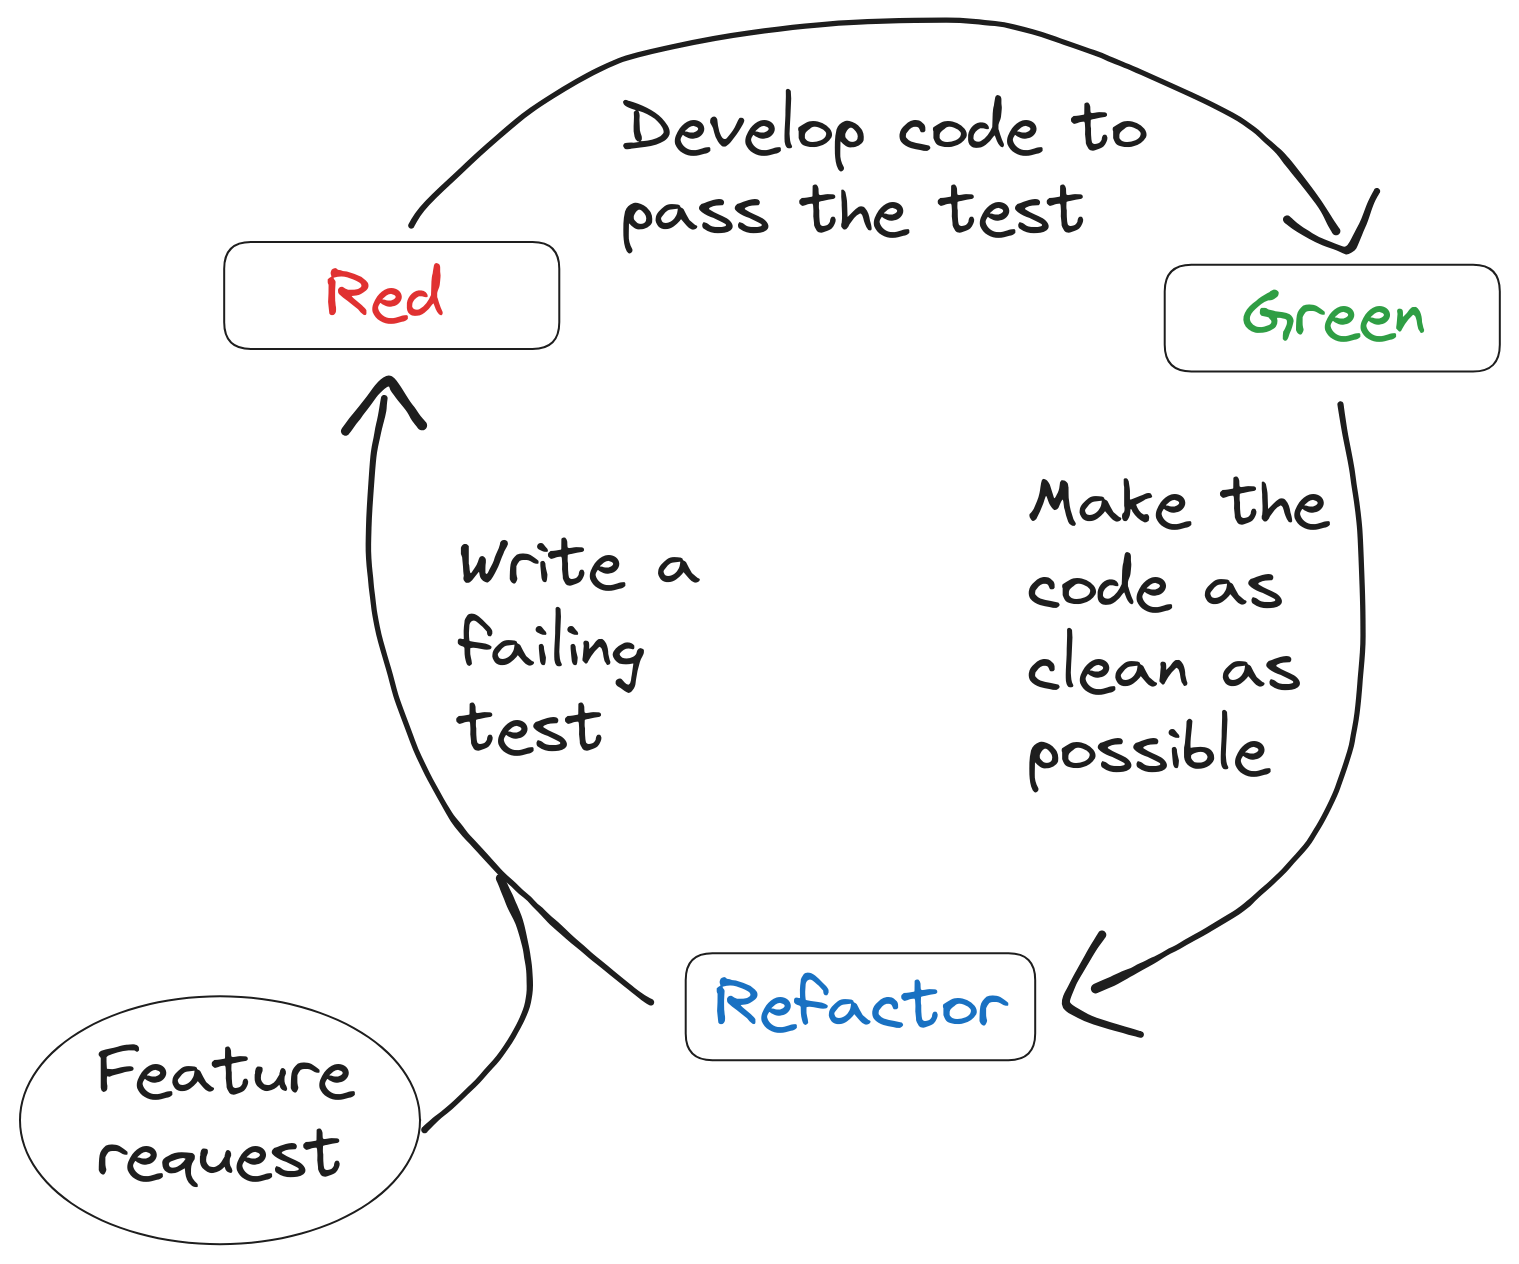 Develop code to
pass the test
Red
Green
Make the
code as
clean as
possible
Write a
failing
test
Refactor
Feature
request